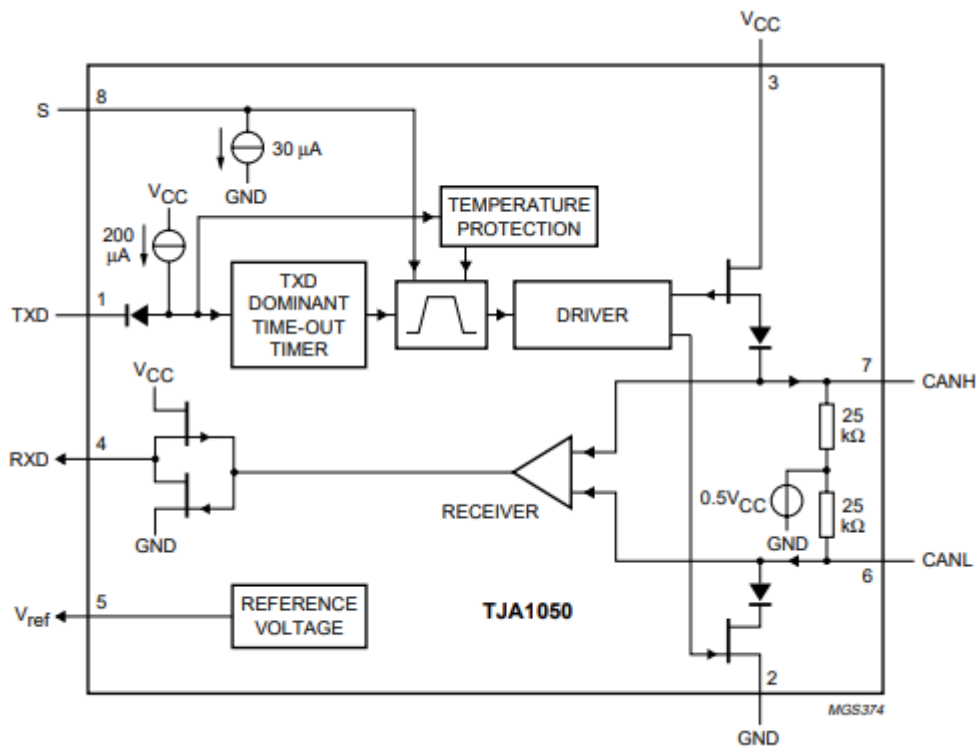 VCC
3
8
S
30 μA
GND
VCC
200
μA
TEMPERATURE
PROTECTION
1
TXD
TXD
DOMINANT
TIME-OUT
TIMER
DRIVER
7
CANH
VCC
25
kΩ
4
RXD
RECEIVER
0.5VCC
25
kΩ
GND
GND
CANL
6
5
Vref
REFERENCE
VOLTAGE
TJA1050
2
MGS374
GND